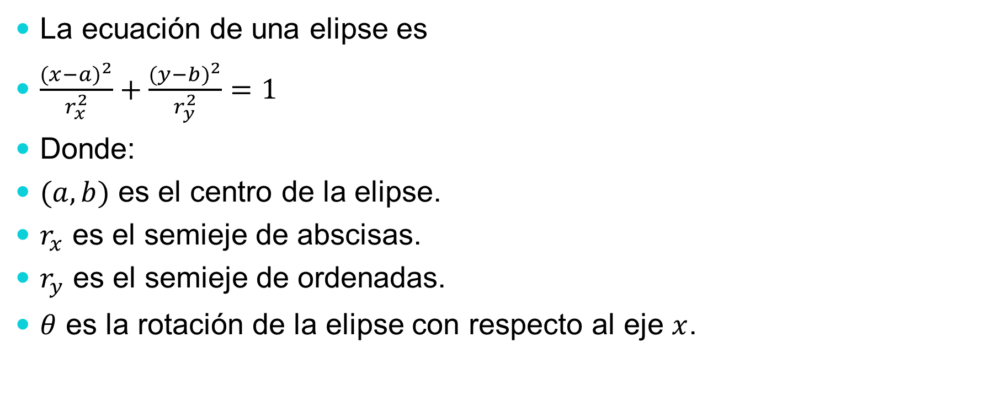 • La ecuación de una elipse es
• $\frac{(x-a)^2}{r_x^2} + \frac{(y-b)^2}{r_y^2} = 1$
• Donde:
• $(a, b)$ es el centro de la elipse.
• $r_x$ es el semieje de abscisas.
• $r_y$ es el semieje de ordenadas.
• $\theta$ es la rotación de la elipse con respecto al eje $x$.